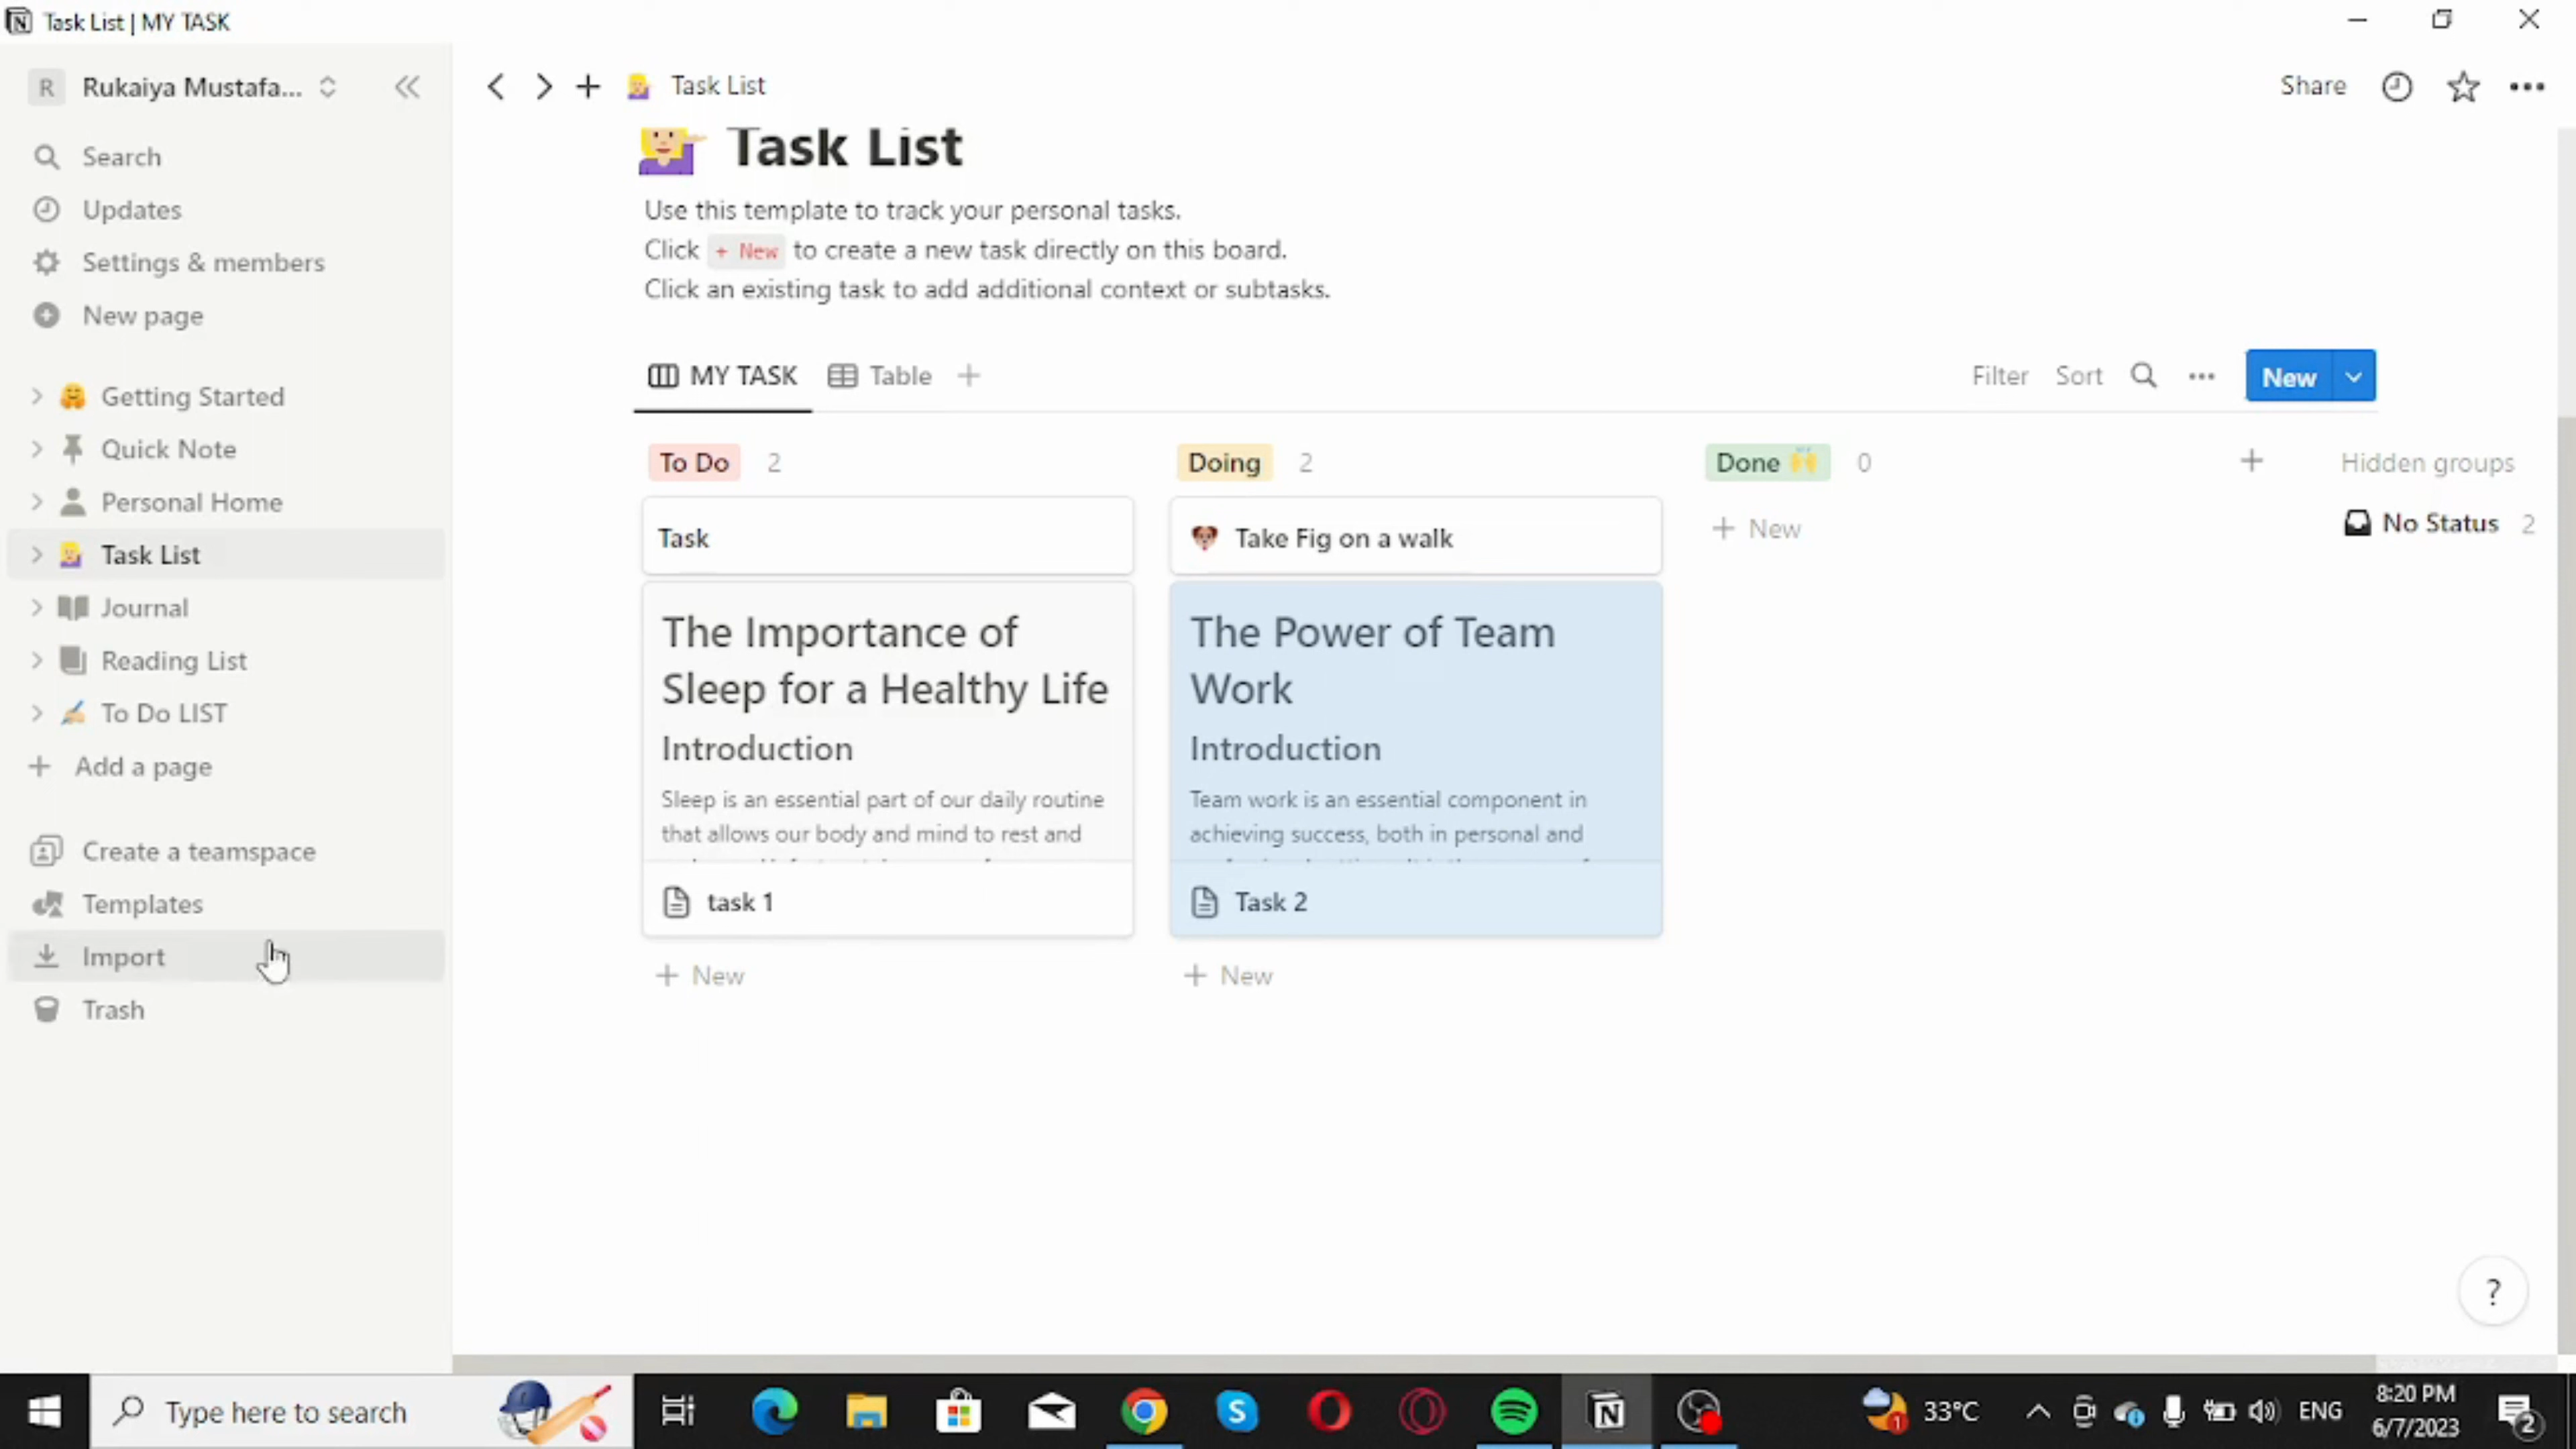 Task List | MY TASK
R Rukaiya Mustafa...
Search
Updates
Settings & members
New page
Getting Started
Quick Note
Personal Home
Task List
Journal
Reading List
To Do LIST
Add a page
Create a teamspace
Templates
Import
Trash
Task List
Share
Task List
Use this template to track your personal tasks.
Click + New to create a new task directly on this board.
Click an existing task to add additional context or subtasks.
MY TASK Table
Filter Sort New
To Do 2
Task
The Importance of
Sleep for a Healthy Life
Introduction
Sleep is an essential part of our daily routine
that allows our body and mind to rest and
task 1
+ New
Doing 2
Take Fig on a walk
The Power of Team
Work
Introduction
Team work is an essential component in
achieving success, both in personal and
Task 2
+ New
Done 0
+ New
Hidden groups
No Status 2
?
Type here to search
33°C
ENG
8:20 PM
6/7/2023
2